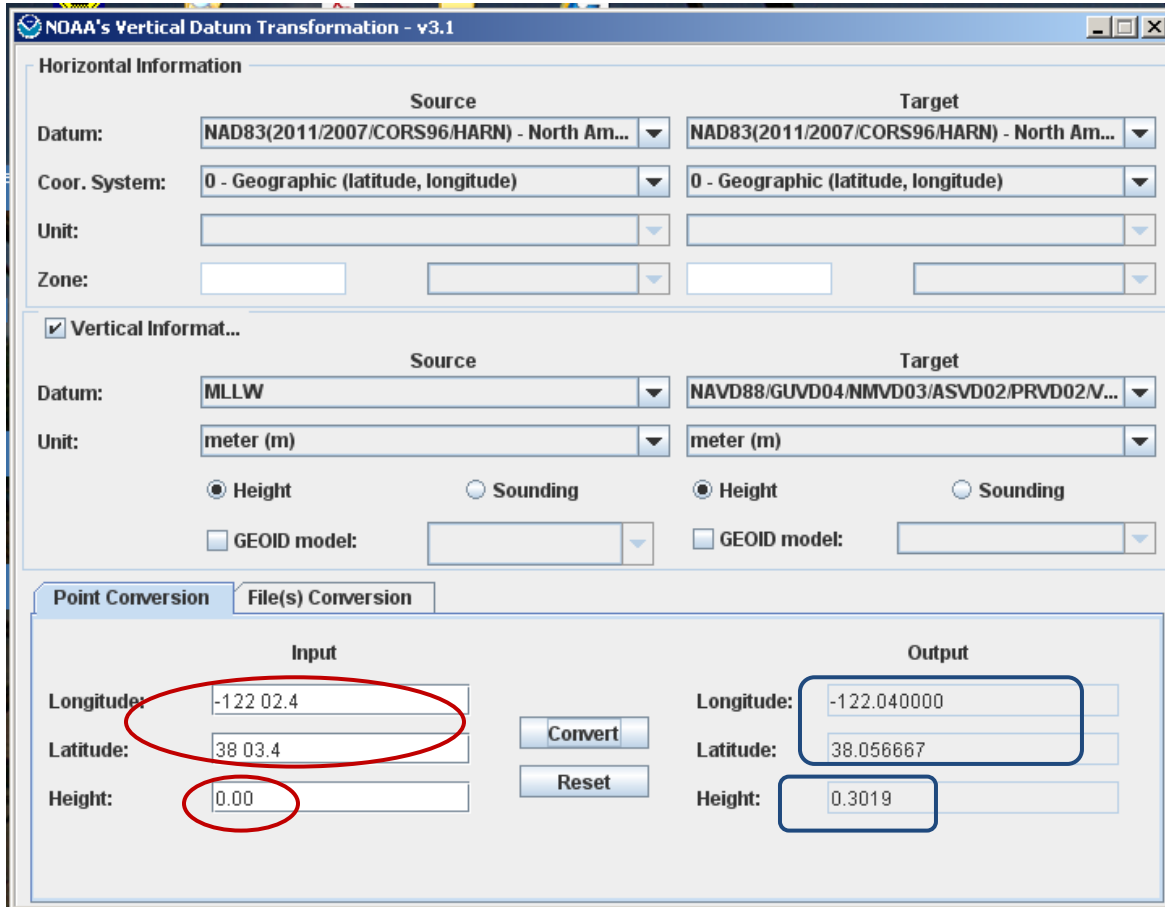 NOAA's Vertical Datum Transformation - v3.1
Horizontal Information
Source Target
Datum: NAD83(2011/2007/CORS96/HARN) - North Am... NAD83(2011/2007/CORS96/HARN) - North Am...
Coor. System: 0 - Geographic (latitude, longitude) 0 - Geographic (latitude, longitude)
Unit:
Zone:
Vertical Informat...
Source Target
Datum: MLLW NAVD88/GUVD04/NMVD03/ASVD02/PRVD02/V...
Unit: meter (m) meter (m)
Height Sounding Height Sounding
GEOID model: GEOID model:
Point Conversion File(s) Conversion
Input Output
Longitude: -122 02.4 Longitude: -122.040000
Convert
Latitude: 38 03.4 Latitude: 38.056667
Reset
Height: 0.00 Height: 0.3019